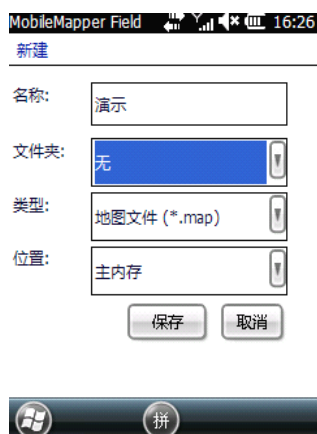 MobileMapper Field 16:26
新建
名称: 演示
文件夹: 无
类型: 地图文件 (*.map)
位置: 主内存
保存 取消
拼